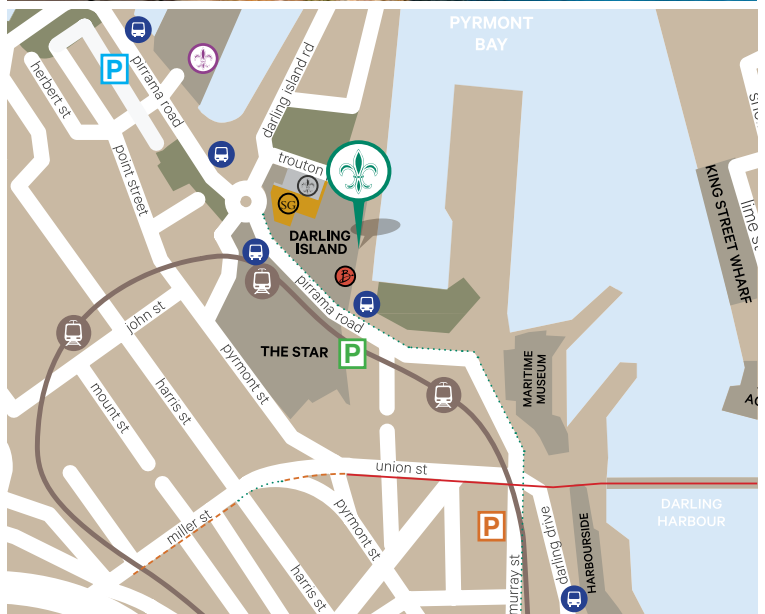 PYRMONT
BAY
P
herbert st
pirrama road
darling island rd
point street
trouton
SG
DARLING
ISLAND
B
KING STREET WHARF
lime st
pirrama road
john st
THE STAR
P
pyrmont st
MARITIME
MUSEUM
mount st
harris st
union st
miller st
pyrmont st
P
DARLING
HARBOUR
murray st
darling drive
HARBOURSIDE
harris st